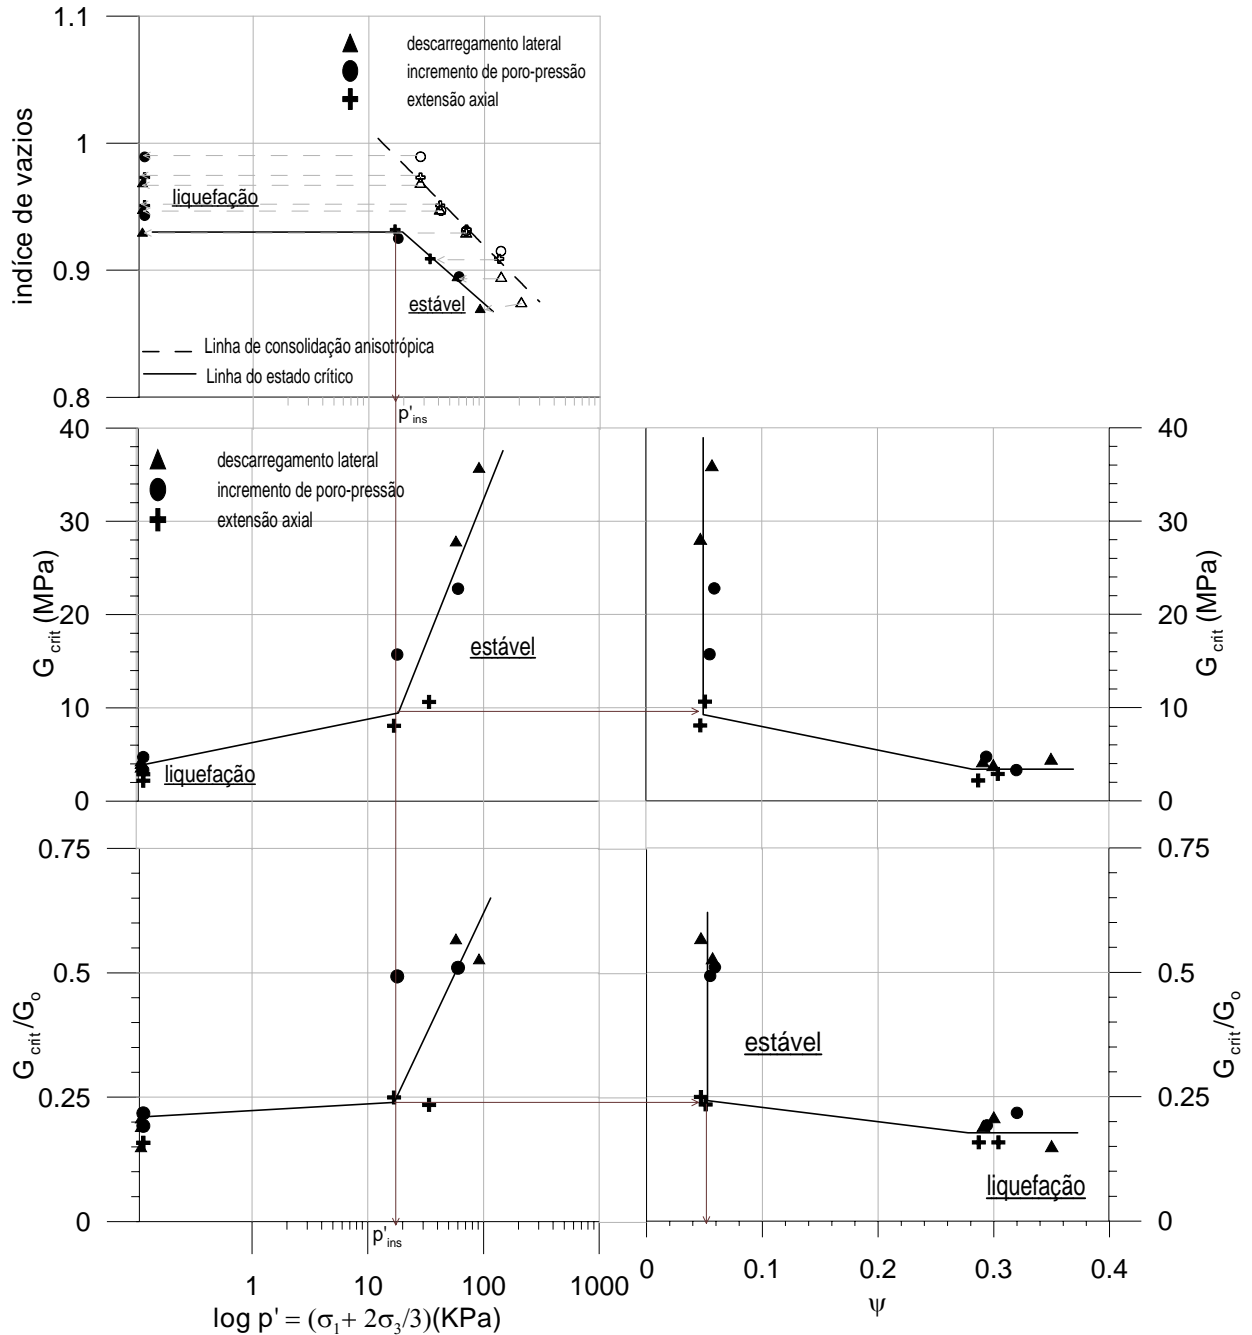 1.1
descarregamento lateral
incremento de poro-pressão
extensão axial
1
indíce de vazios
liquefação
0.9
estável
Linha de consolidação anisotrópica
Linha do estado crítico
0.8
p'ins
40
40
descarregamento lateral
incremento de poro-pressão
extensão axial
30
30
G crit (MPa)
G crit (MPa)
estável
20
20
10
10
liquefação
0
0
0.75
0.75
0.5
0.5
G crit /Go
G crit /Go
estável
0.25
0.25
liquefação
0
0
p'ins
1
10
100
1000
0
0.1
0.2
0.3
0.4
log p' = (σ1+ 2σ3/3)(KPa)
ψ